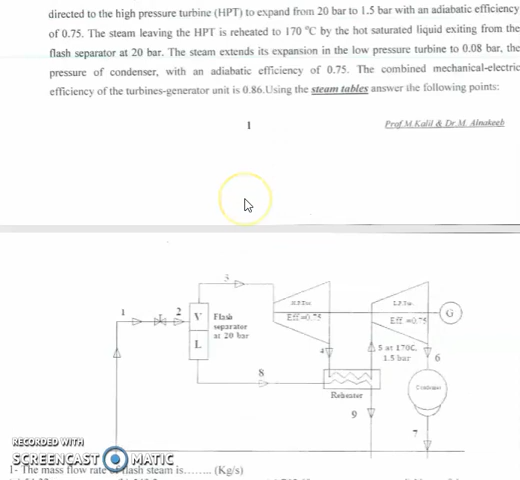 directed to the high pressure turbine (HPT) to expand from 20 bar to 1.5 bar with an adiabatic efficiency
of 0.75. The steam leaving the HPT is reheated to 170 °C by the hot saturated liquid exiting from the
flash separator at 20 bar. The steam extends its expansion in the low pressure turbine to 0.08 bar, the
pressure of condenser, with an adiabatic efficiency of 0.75. The combined mechanical-electric
efficiency of the turbines-generator unit is 0.86.Using the steam tables answer the following points:
1
Prof M.Kalil & Dr.M. Alnakeeb
3
1
2
V
Flash
separator
at 20 bar
L
H.P.Tur.
Eff =0.75
L.P.Tur.
Eff =0.75
G
4
5 at 170C,
1.5 bar
6
8
Reheater
Condenser
9
7
RECORDED WITH
SCREENCAST MATIC
1- The mass flow rate of flash steam is........ (Kg/s)